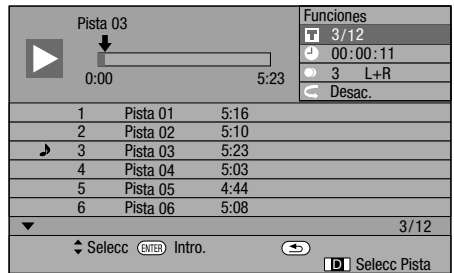 Pista 03
0:00 5:23
Funciones
T 3/12
00:00:11
3 L+R
Desac.
1 Pista 01 5:16
2 Pista 02 5:10
3 Pista 03 5:23
4 Pista 04 5:03
5 Pista 05 4:44
6 Pista 06 5:08
3/12
Selecc ENTER Intro.
D Selecc Pista